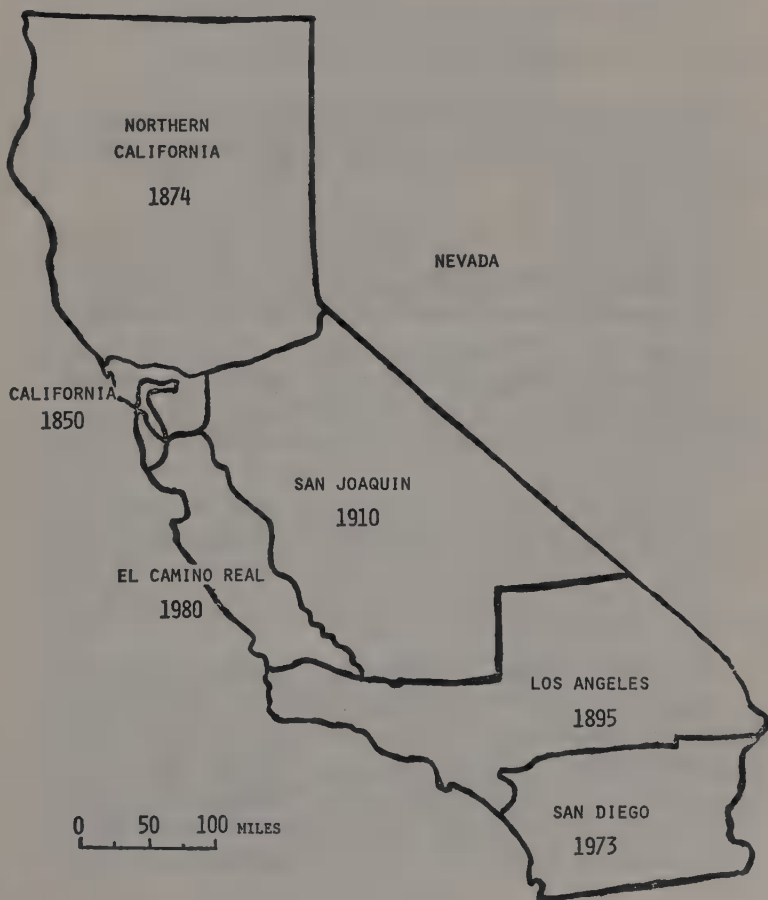 NORTHERN
CALIFORNIA
1874
NEVADA
CALIFORNIA
1850
SAN JOAQUIN
1910
EL CAMINO REAL
1980
LOS ANGELES
1895
SAN DIEGO
1973
0 50 100 MILES